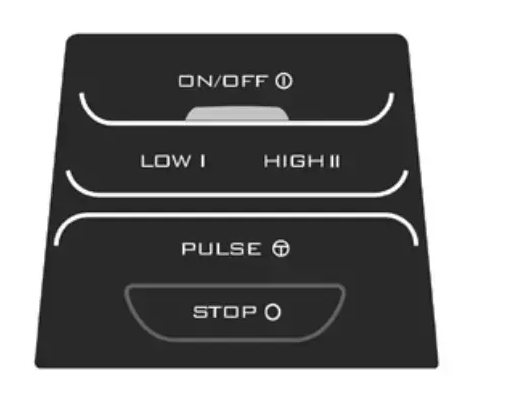 ON/OFF ⏼
LOW I HIGH II
PULSE Ⓣ
STOP O